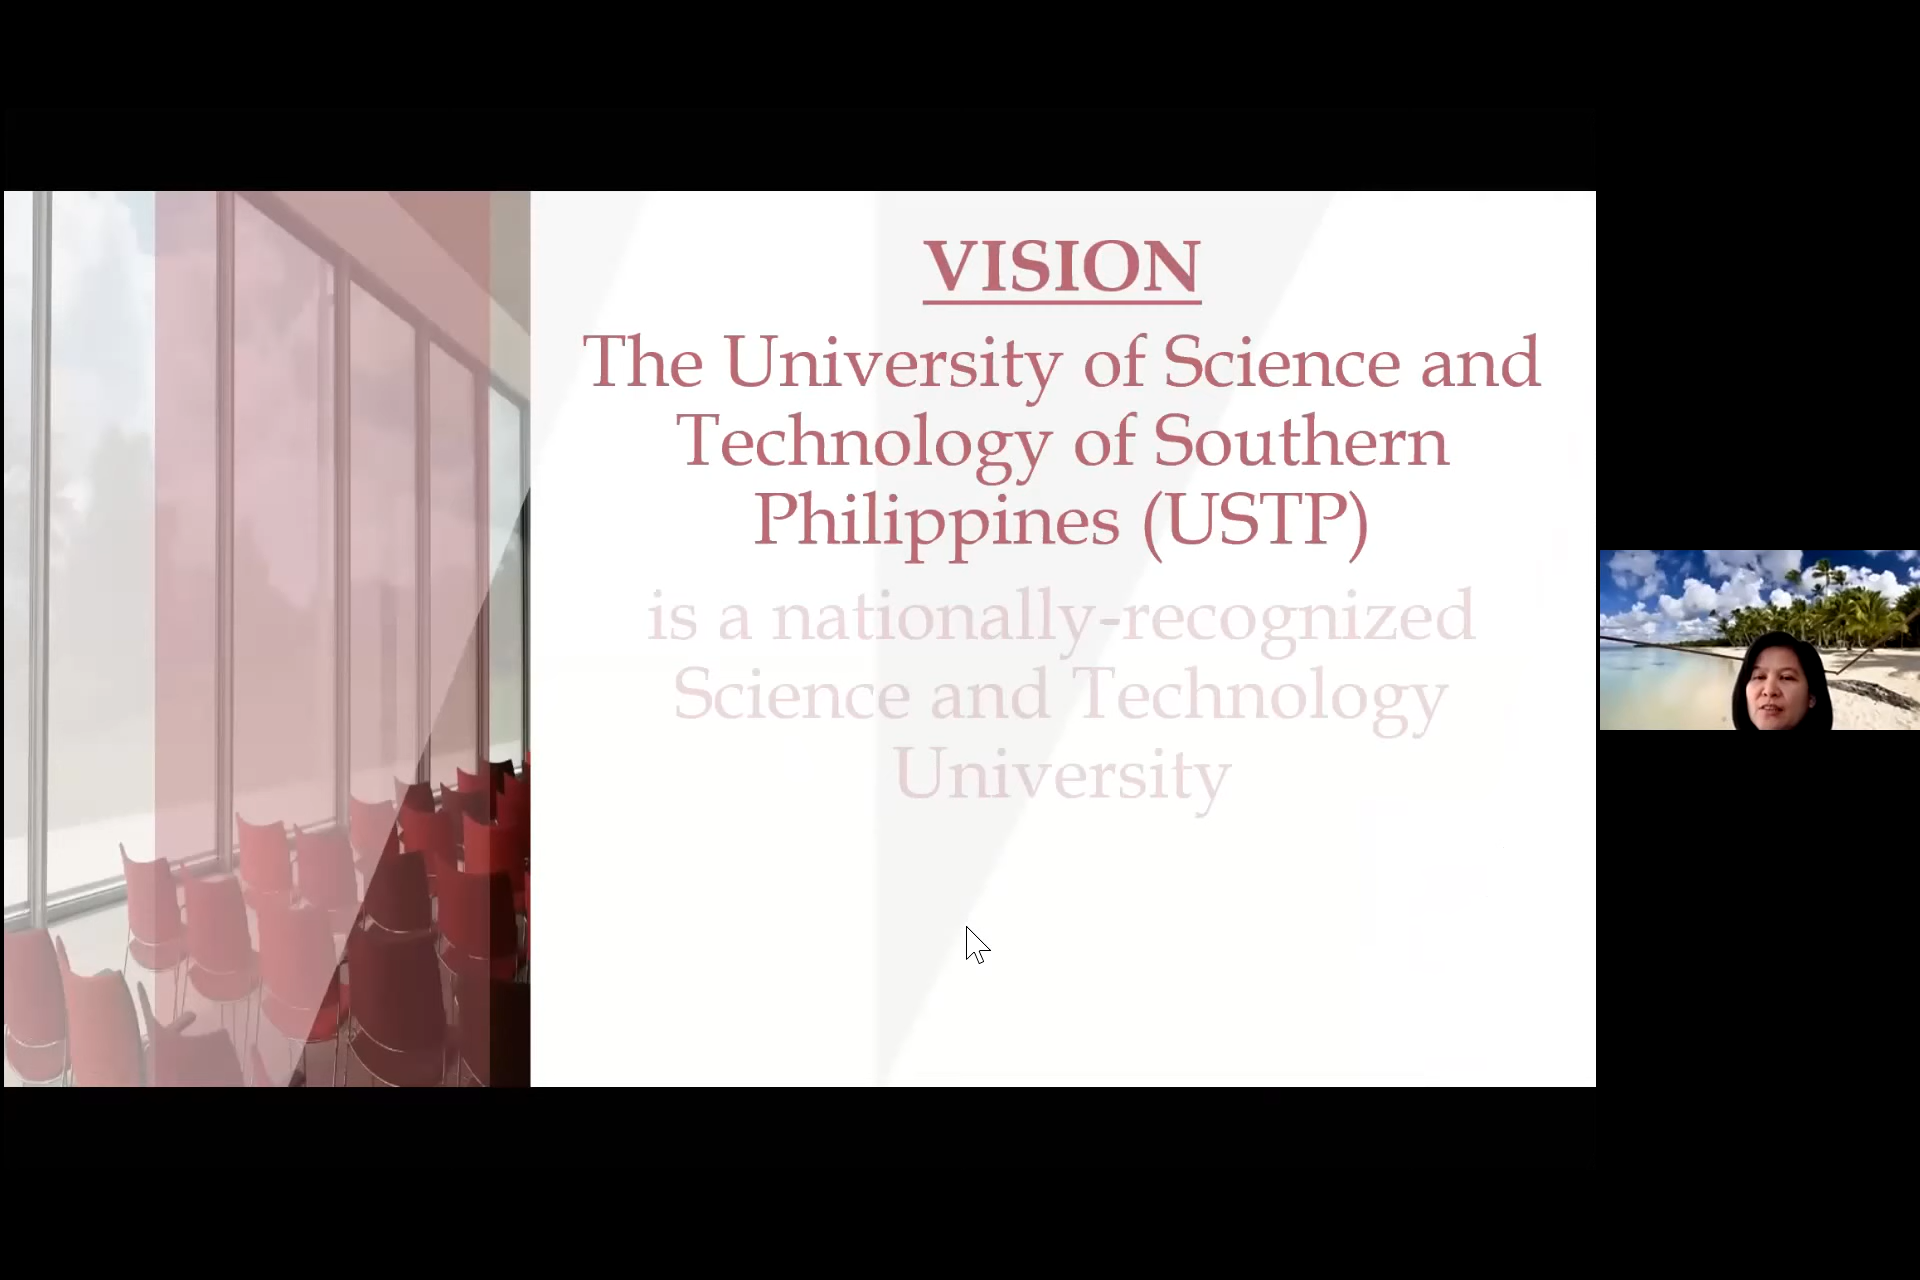 VISION
The University of Science and
Technology of Southern
Philippines (USTP)
is a nationally-recognized
Science and Technology
University